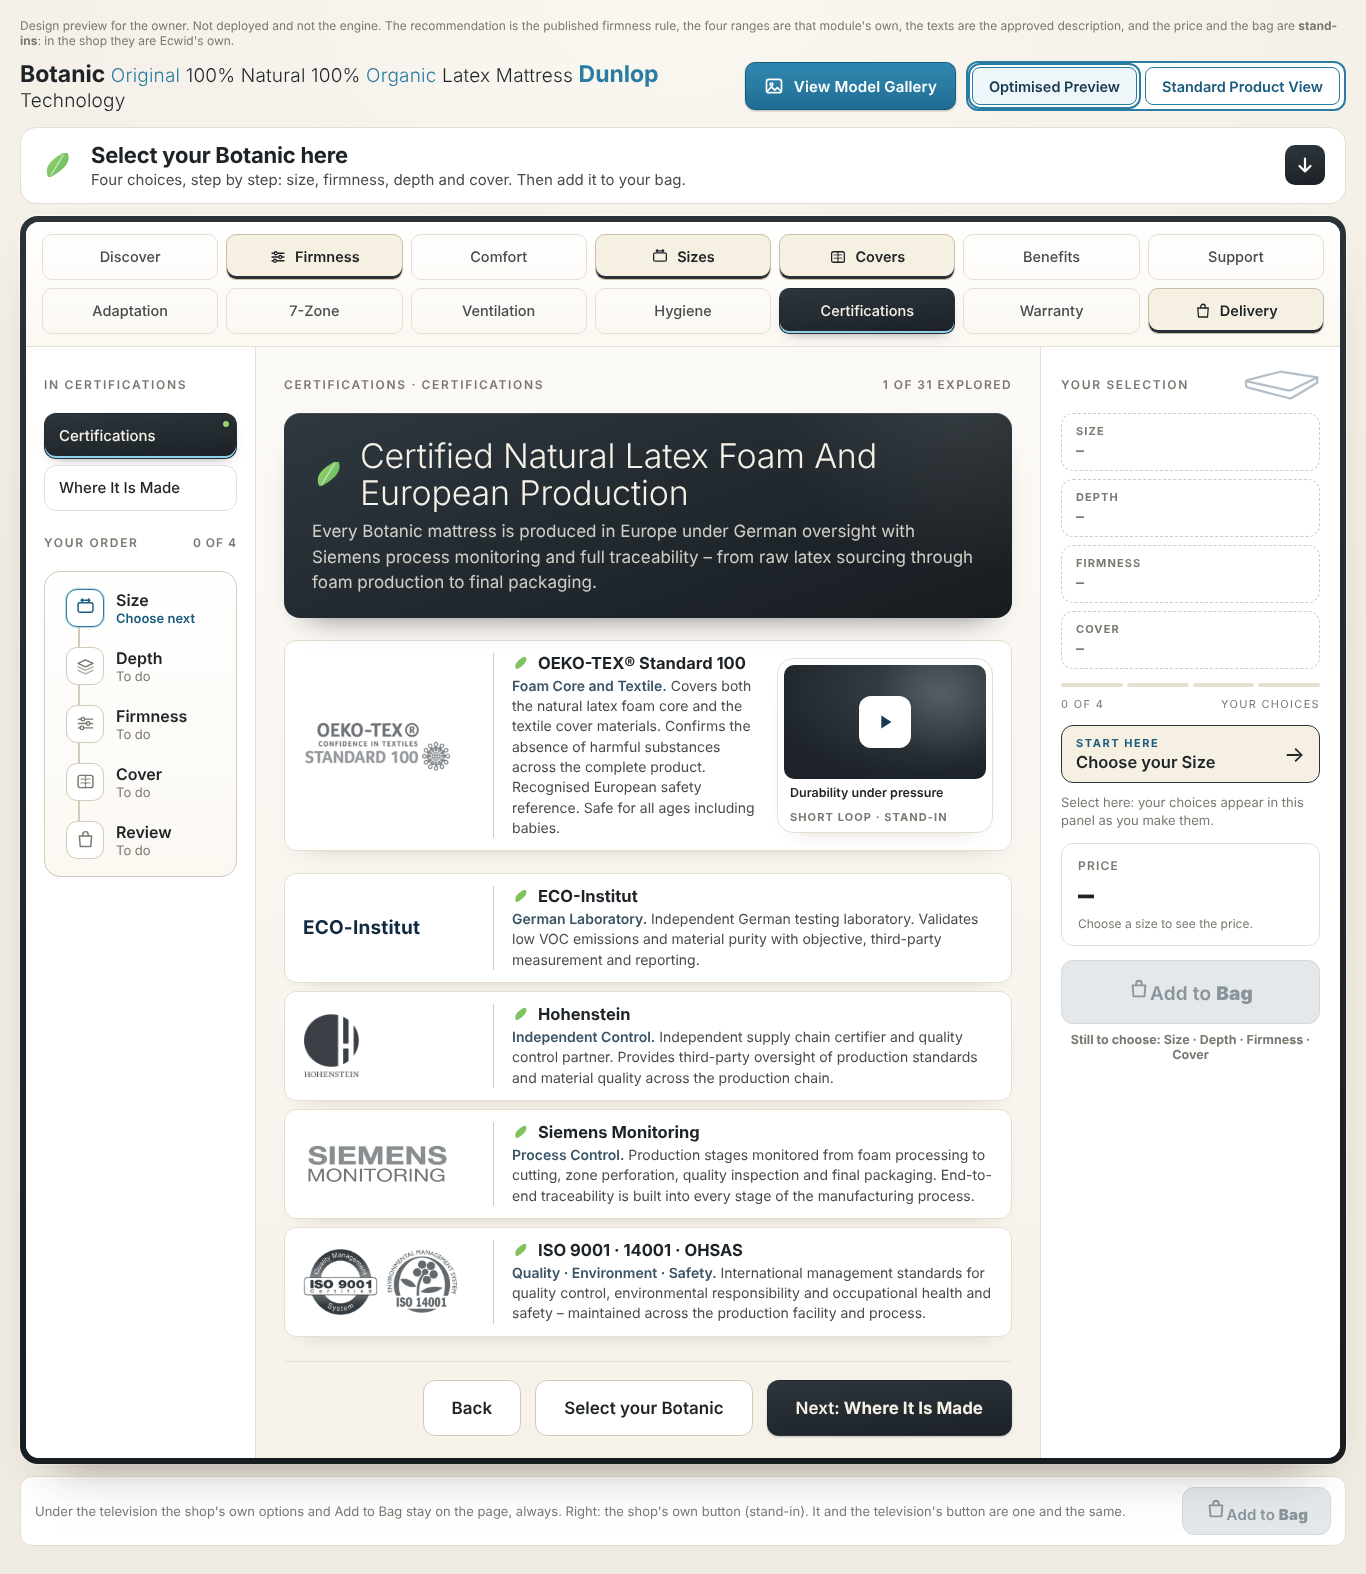 Design preview for the owner. Not deployed and not the engine. The recommendation is the published firmness rule, the four ranges are that module's own, the texts are the approved description, and the price and the bag are stand-
ins: in the shop they are Ecwid's own.
Botanic Original 100% Natural 100% Organic Latex Mattress Dunlop
Technology
View Model Gallery
Optimised Preview
Standard Product View
Select your Botanic here
Four choices, step by step: size, firmness, depth and cover. Then add it to your bag.
Discover
Firmness
Comfort
Sizes
Covers
Benefits
Support
Adaptation
7-Zone
Ventilation
Hygiene
Certifications
Warranty
Delivery
IN CERTIFICATIONS
Certifications
Where It Is Made
YOUR ORDER
0 OF 4
Size
Choose next
Depth
To do
Firmness
To do
Cover
To do
Review
To do
CERTIFICATIONS · CERTIFICATIONS
1 OF 31 EXPLORED
Certified Natural Latex Foam And
European Production
Every Botanic mattress is produced in Europe under German oversight with
Siemens process monitoring and full traceability – from raw latex sourcing through
foam production to final packaging.
OEKO-TEX®
CONFIDENCE IN TEXTILES
STANDARD 100
OEKO-TEX® Standard 100
Foam Core and Textile. Covers both
the natural latex foam core and the
textile cover materials. Confirms the
absence of harmful substances
across the complete product.
Recognised European safety
reference. Safe for all ages including
babies.
Durability under pressure
SHORT LOOP · STAND-IN
ECO-Institut
ECO-Institut
German Laboratory. Independent German testing laboratory. Validates
low VOC emissions and material purity with objective, third-party
measurement and reporting.
HOHENSTEIN
Hohenstein
Independent Control. Independent supply chain certifier and quality
control partner. Provides third-party oversight of production standards
and material quality across the production chain.
SIEMENS
MONITORING
Siemens Monitoring
Process Control. Production stages monitored from foam processing to
cutting, zone perforation, quality inspection and final packaging. End-to-
end traceability is built into every stage of the manufacturing process.
Quality Management
ISO 9001
Certified
System
ENVIRONMENTAL MANAGEMENT SYSTEM
ISO 14001
ISO 9001 · 14001 · OHSAS
Quality · Environment · Safety. International management standards for
quality control, environmental responsibility and occupational health and
safety – maintained across the production facility and process.
Back
Select your Botanic
Next: Where It Is Made
YOUR SELECTION
SIZE
–
DEPTH
–
FIRMNESS
–
COVER
–
0 OF 4
YOUR CHOICES
START HERE
Choose your Size
Select here: your choices appear in this
panel as you make them.
PRICE
–
Choose a size to see the price.
Add to Bag
Still to choose: Size · Depth · Firmness ·
Cover
Under the television the shop's own options and Add to Bag stay on the page, always. Right: the shop's own button (stand-in). It and the television's button are one and the same.
Add to Bag